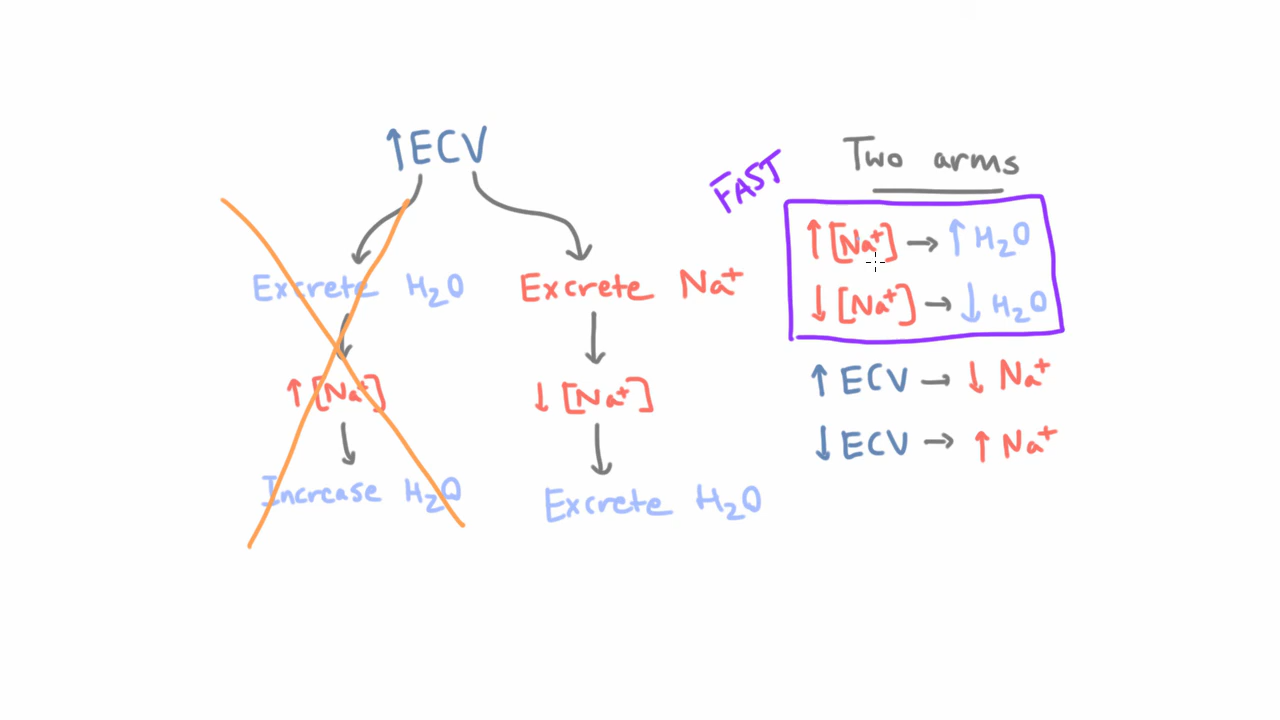 ↑ECV
Excrete H₂O
↑ [Na⁺]
Increase H₂O
Excrete Na⁺
↓ [Na⁺]
Excrete H₂O
FAST
Two arms
↑[Na⁺] → ↑ H₂O
↓ [Na⁺] → ↓ H₂O
↑ ECV → ↓ Na⁺
↓ ECV → ↑ Na⁺